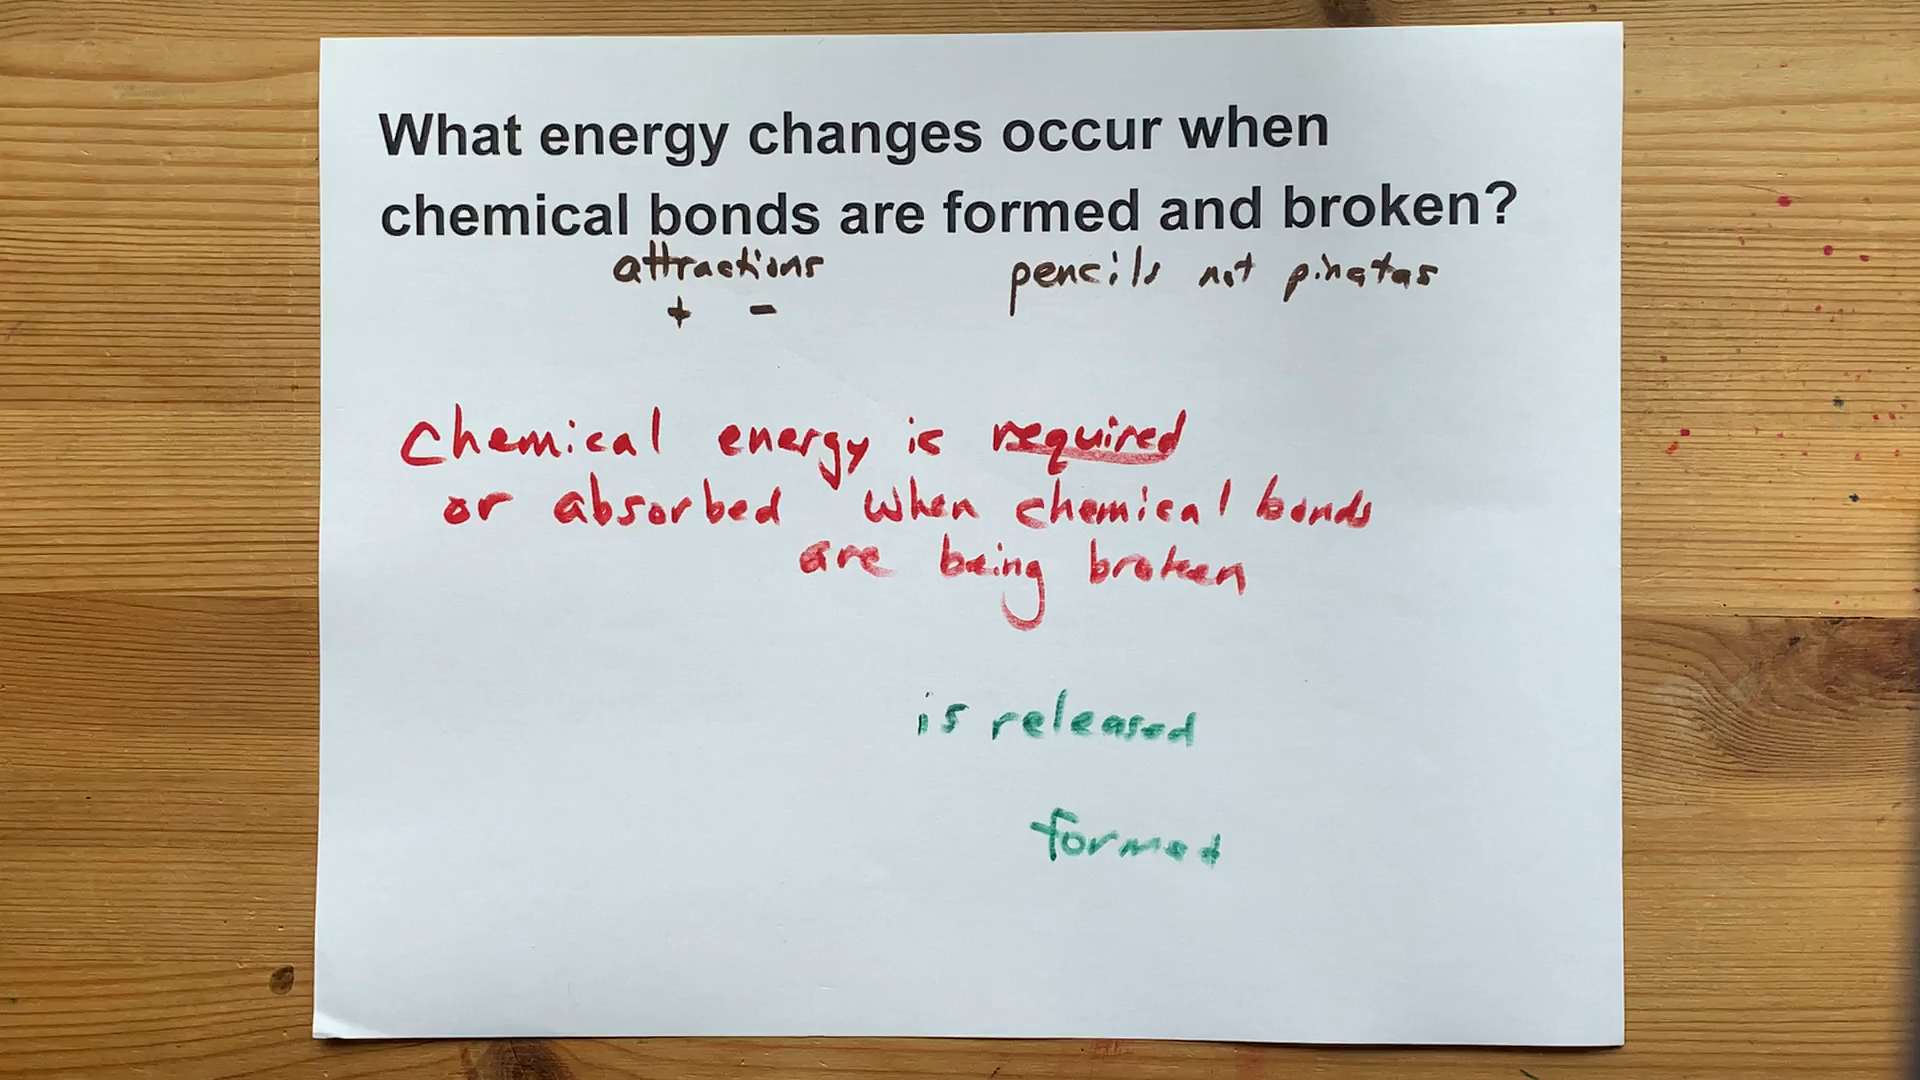 What energy changes occur when
chemical bonds are formed and broken?
attractions pencils not pinatas
+ -
chemical energy is required
or absorbed when chemical bonds
are being broken
is released
formed